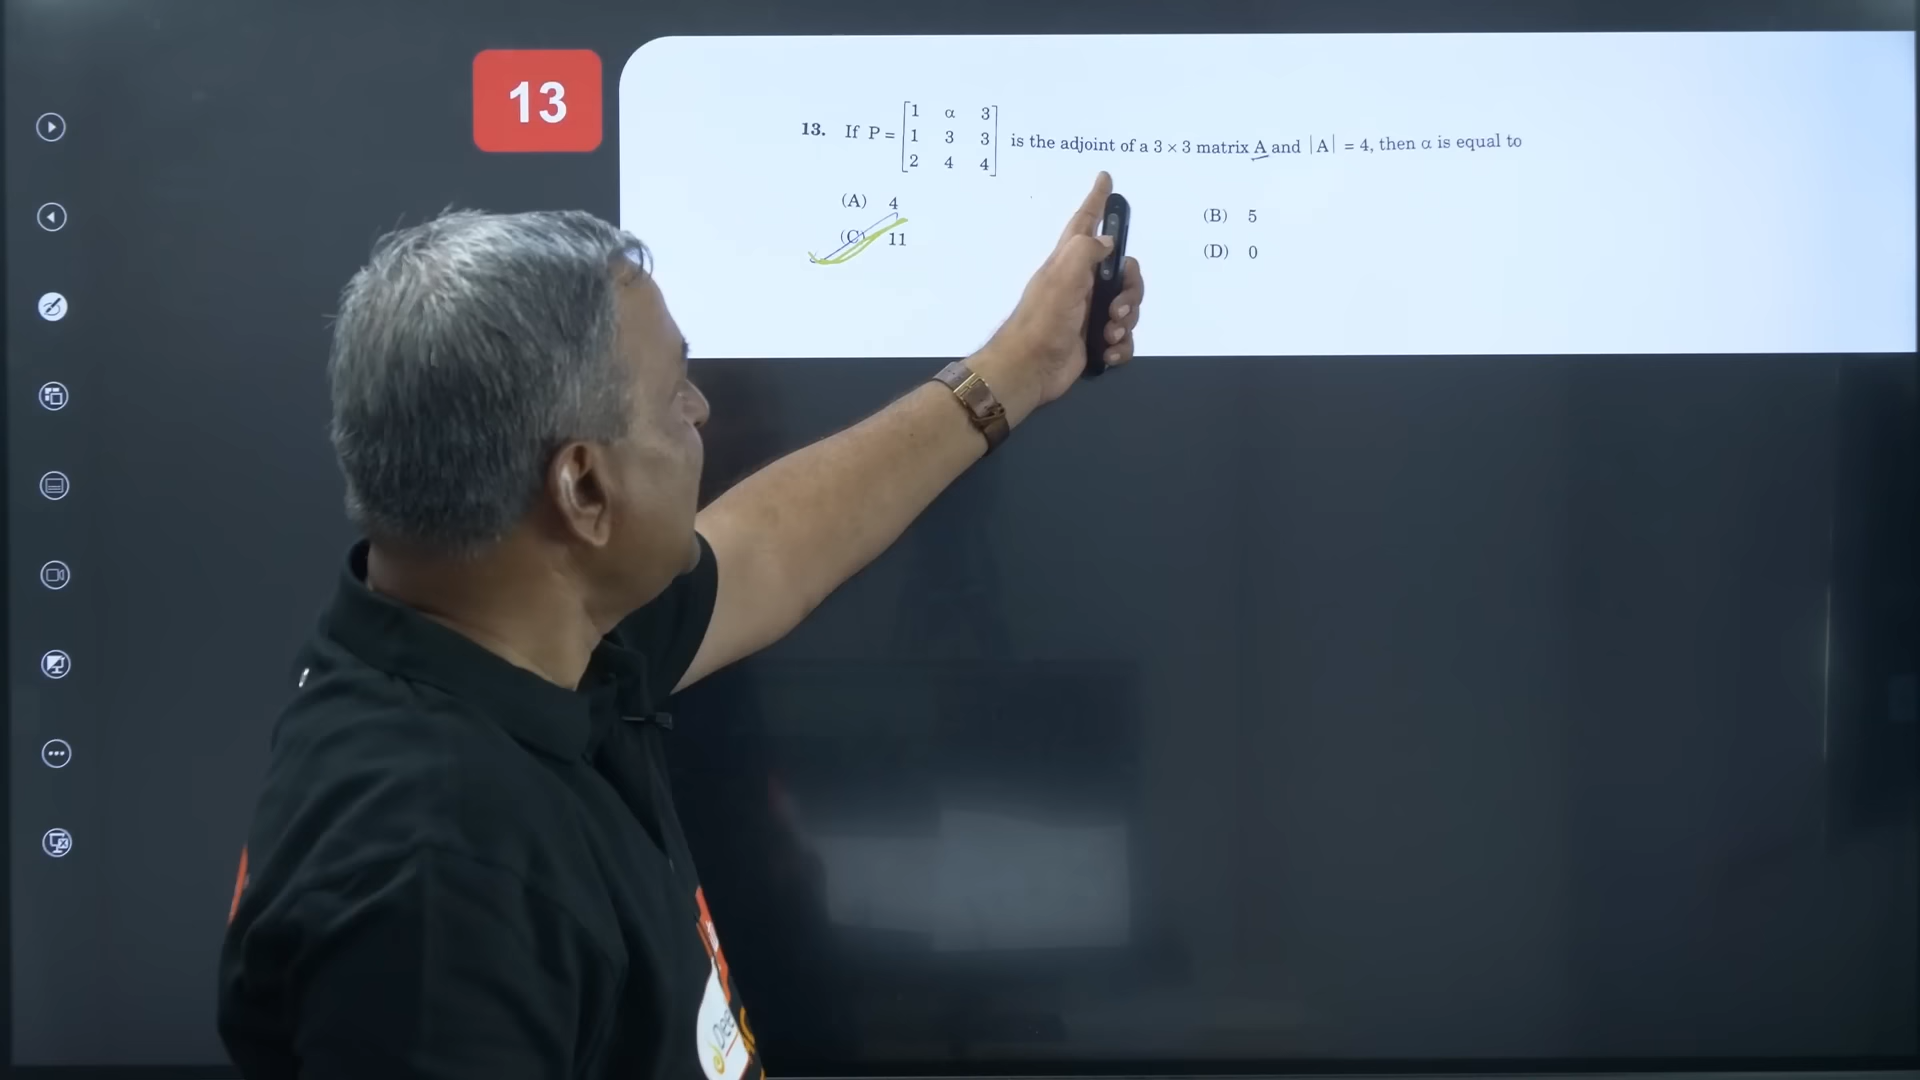 13
13. If P = [1 α 3
1 3 3
2 4 4] is the adjoint of a 3 × 3 matrix A and |A| = 4, then α is equal to
(A) 4
(B) 5
(C) 11
(D) 0